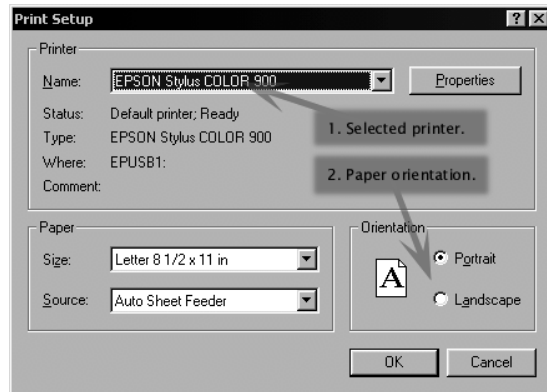 Print Setup
Printer
Name: EPSON Stylus COLOR 900 Properties
Status: Default printer; Ready
1. Selected printer.
Type: EPSON Stylus COLOR 900
Where: EPUSB1:
2. Paper orientation.
Comment:
Paper
Size: Letter 8 1/2 x 11 in
Source: Auto Sheet Feeder
Orientation
A
Portrait
Landscape
OK Cancel